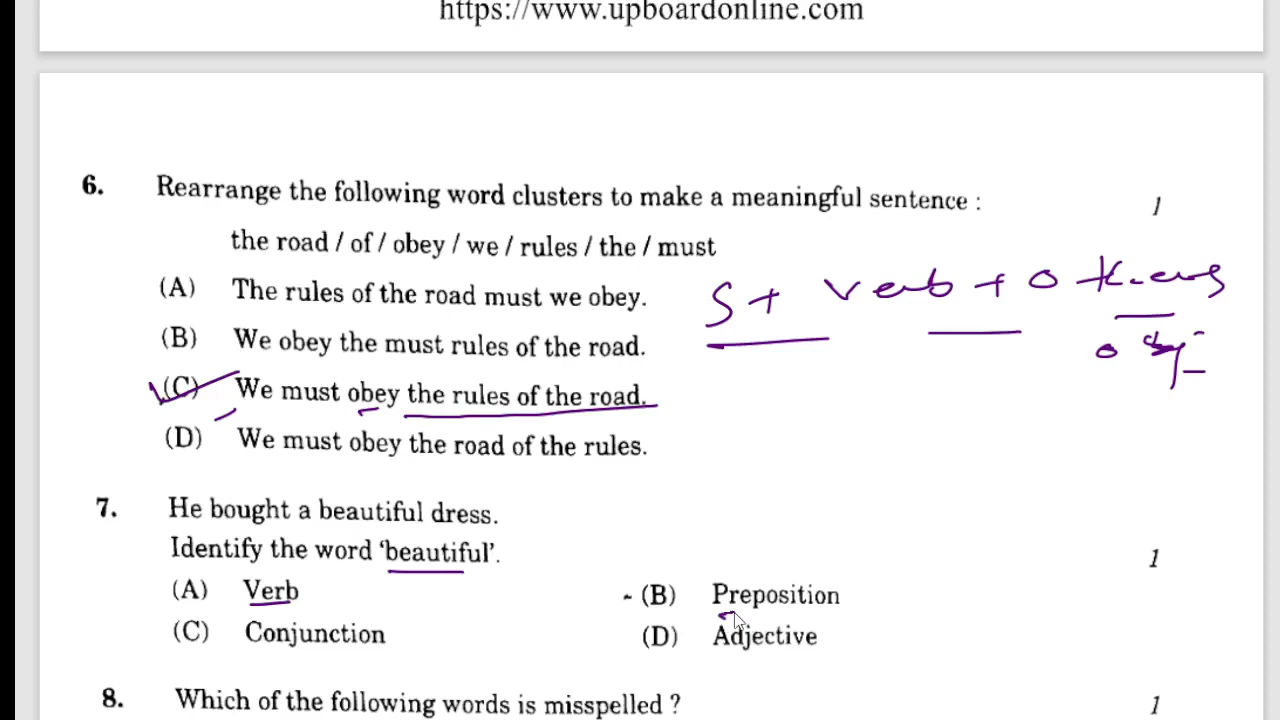 https://www.upboardonline.com
6. Rearrange the following word clusters to make a meaningful sentence : 1
the road / of / obey / we / rules / the / must
(A) The rules of the road must we obey.
S + Verb + O
(B) We obey the must rules of the road.
obj
(C) We must obey the rules of the road.
(D) We must obey the road of the rules.
7. He bought a beautiful dress.
Identify the word ‘beautiful’. 1
(A) Verb (B) Preposition
(C) Conjunction (D) Adjective
8. Which of the following words is misspelled ? 1